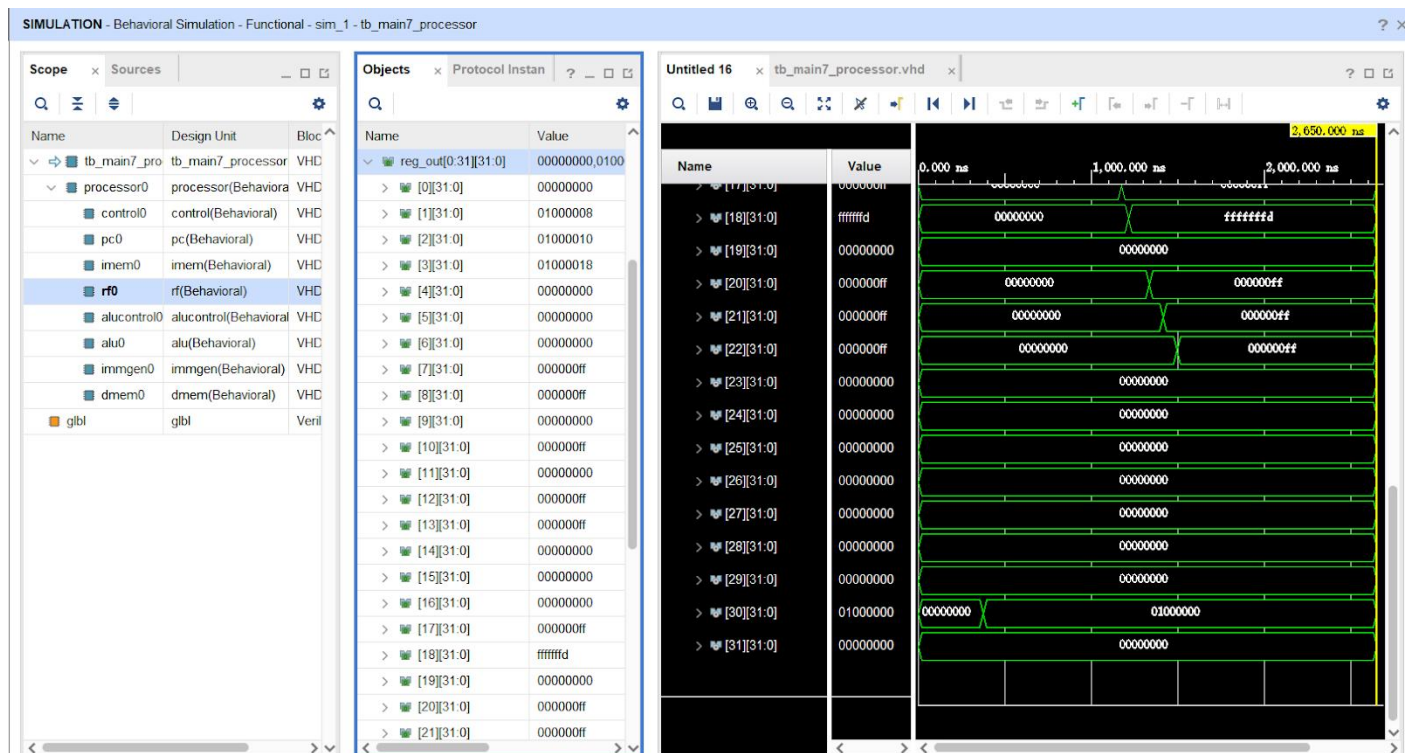 SIMULATION - Behavioral Simulation - Functional - sim_1 - tb_main7_processor
Scope Sources
Name Design Unit Bloc
tb_main7_pro tb_main7_processor VHD
processor0 processor(Behaviora VHD
control0 control(Behavioral) VHD
pc0 pc(Behavioral) VHD
imem0 imem(Behavioral) VHD
rf0 rf(Behavioral) VHD
alucontrol0 alucontrol(Behavioral VHD
alu0 alu(Behavioral) VHD
immgen0 immgen(Behavioral) VHD
dmem0 dmem(Behavioral) VHD
glbl glbl Veril
Objects Protocol Instan
Name Value
reg_out[0:31][31:0] 00000000,0100
[0][31:0] 00000000
[1][31:0] 01000008
[2][31:0] 01000010
[3][31:0] 01000018
[4][31:0] 00000000
[5][31:0] 00000000
[6][31:0] 00000000
[7][31:0] 000000ff
[8][31:0] 000000ff
[9][31:0] 00000000
[10][31:0] 000000ff
[11][31:0] 00000000
[12][31:0] 000000ff
[13][31:0] 000000ff
[14][31:0] 00000000
[15][31:0] 00000000
[16][31:0] 00000000
[17][31:0] 000000ff
[18][31:0] fffffffd
[19][31:0] 00000000
[20][31:0] 000000ff
[21][31:0] 000000ff
Untitled 16 tb_main7_processor.vhd
2,650.000 ns
Name Value 0.000 ns 1,000.000 ns 2,000.000 ns
[17][31:0] 000000ff 00000000 000000ff
[18][31:0] fffffffd 00000000 fffffffd
[19][31:0] 00000000 00000000
[20][31:0] 000000ff 00000000 000000ff
[21][31:0] 000000ff 00000000 000000ff
[22][31:0] 000000ff 00000000 000000ff
[23][31:0] 00000000 00000000
[24][31:0] 00000000 00000000
[25][31:0] 00000000 00000000
[26][31:0] 00000000 00000000
[27][31:0] 00000000 00000000
[28][31:0] 00000000 00000000
[29][31:0] 00000000 00000000
[30][31:0] 01000000 00000000 01000000
[31][31:0] 00000000 00000000